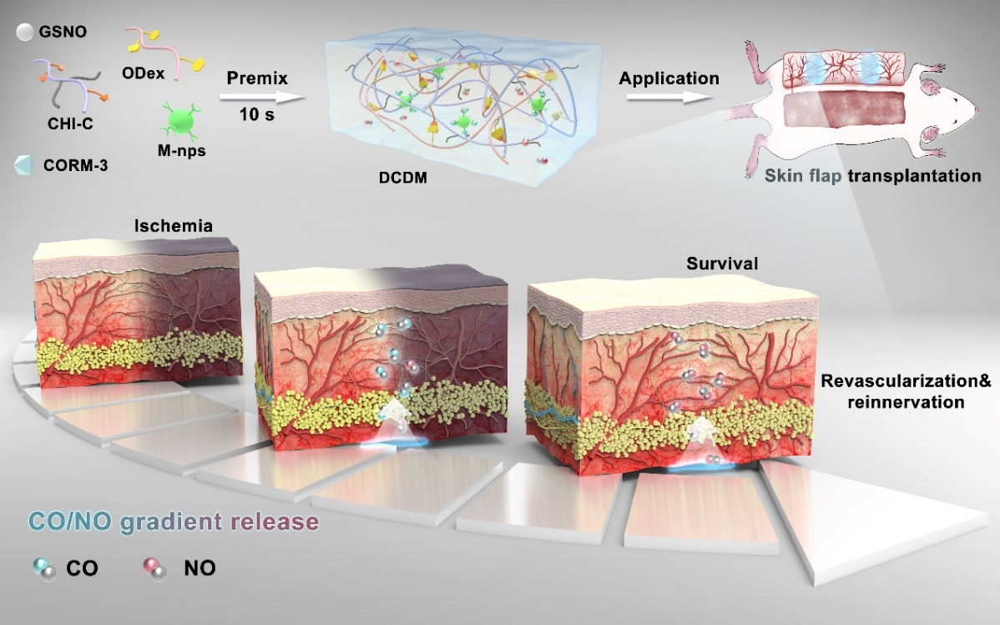 GSNO
ODex
CHI-C
M-nps
CORM-3
Premix
10 s
DCDM
Application
Skin flap transplantation
Ischemia
Survival
Revascularization&
reinnervation
CO/NO gradient release
CO
NO